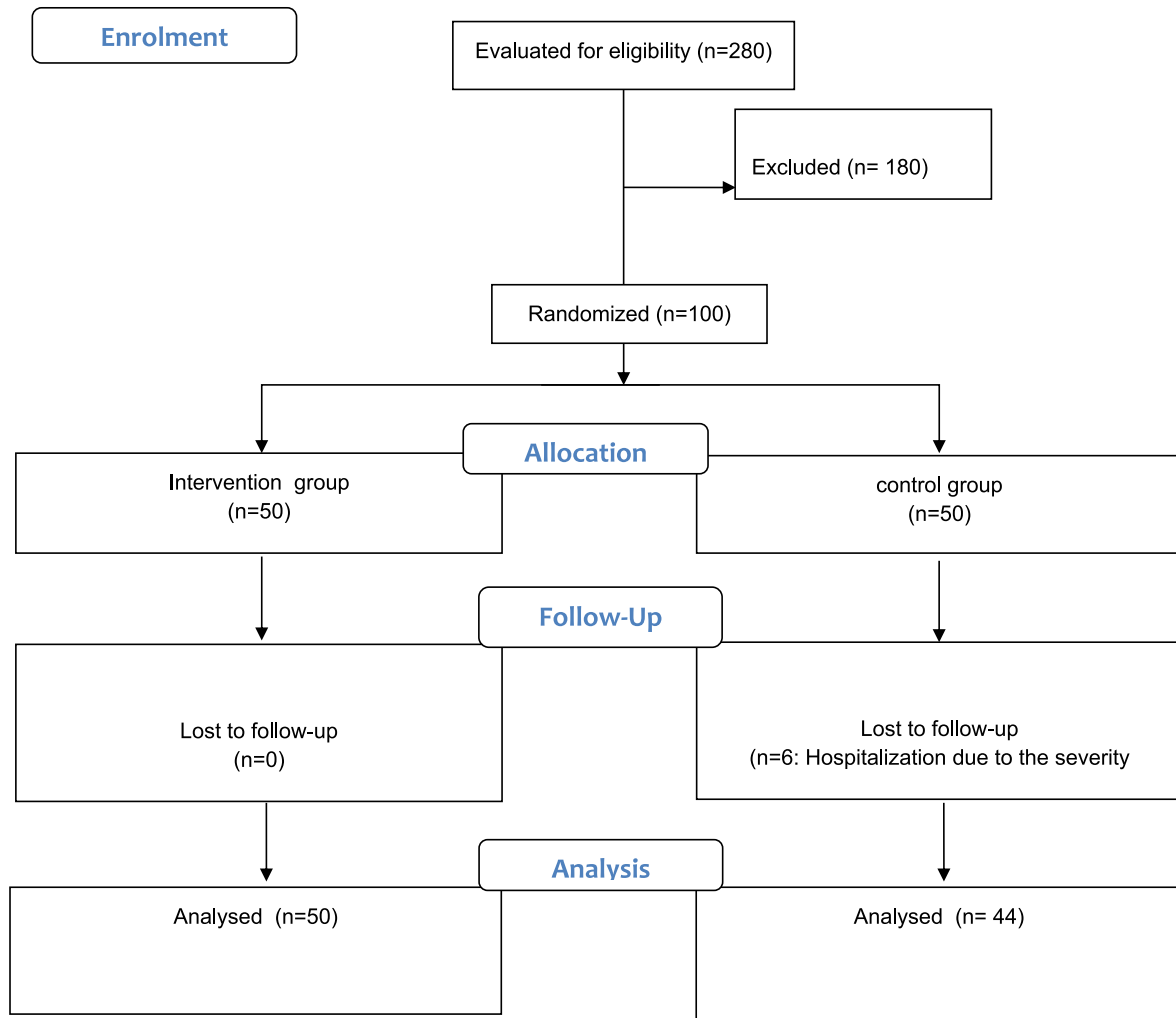 Enrolment
Evaluated for eligibility (n=280)
Excluded (n= 180)
Randomized (n=100)
Allocation
Intervention group
(n=50)
control group
(n=50)
Follow-Up
Lost to follow-up
(n=0)
Lost to follow-up
(n=6: Hospitalization due to the severity
Analysis
Analysed (n=50)
Analysed (n= 44)